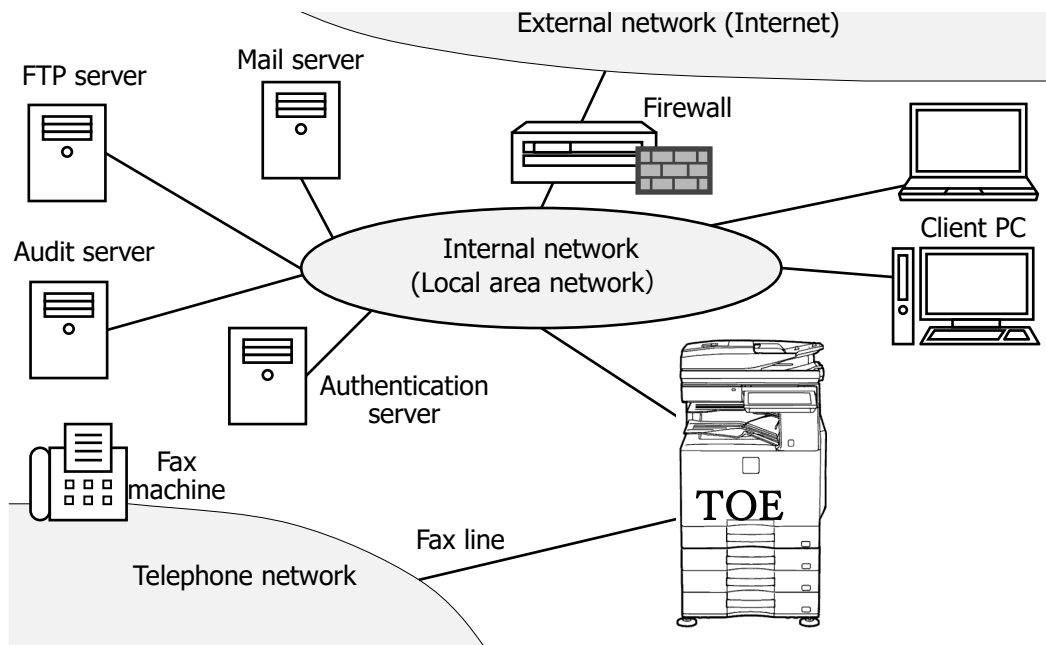 External network (Internet)
Mail server
FTP server
Firewall
Client PC
Internal network
(Local area network）
Audit server
Authentication
server
Fax
machine
TOE
Fax line
Telephone network